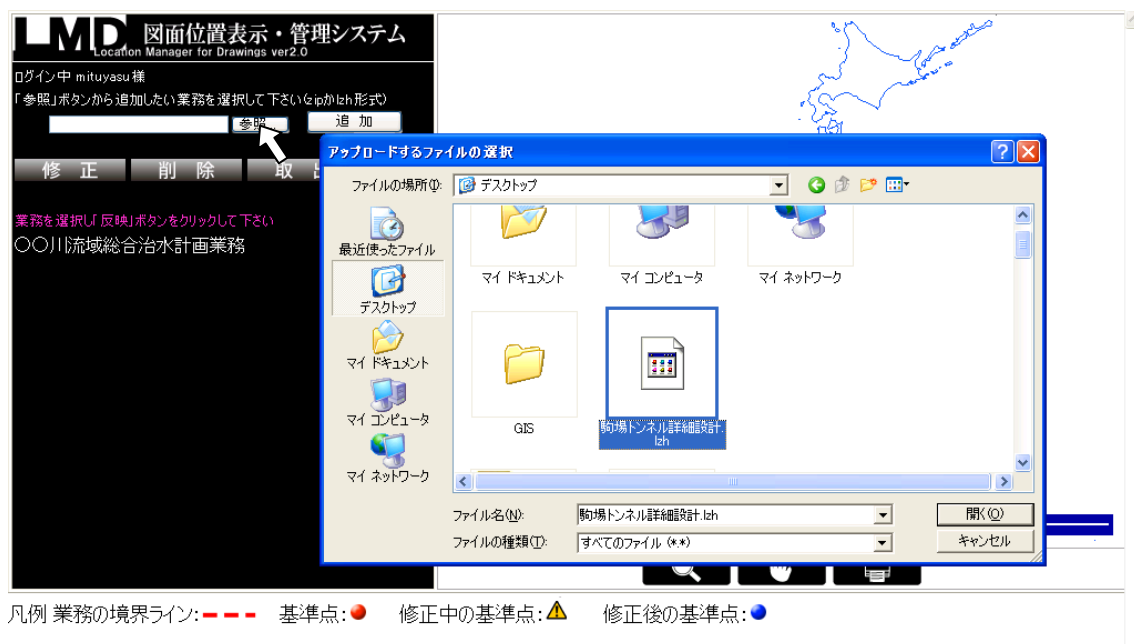 LMD 図面位置表示・管理システム
Location Manager for Drawings ver2.0
ログイン中 mituyasu様
「参照」ボタンから追加したい業務を選択して下さい(zipかlzh形式)
参照... 追 加
修 正 削 除 取
業務を選択し「反映」ボタンをクリックして下さい
〇〇川流域総合治水計画業務
アップロードするファイルの選択
ファイルの場所(I): デスクトップ
最近使ったファイル
デスクトップ
マイ ドキュメント
マイ コンピュータ
マイ ネットワーク
マイ ドキュメント マイ コンピュータ マイ ネットワーク
GIS 駒場トンネル詳細設計.
lzh
ファイル名(N): 駒場トンネル詳細設計.lzh 開く(O)
ファイルの種類(T): すべてのファイル (*.*) キャンセル
凡例 業務の境界ライン: 基準点: 修正中の基準点: 修正後の基準点: